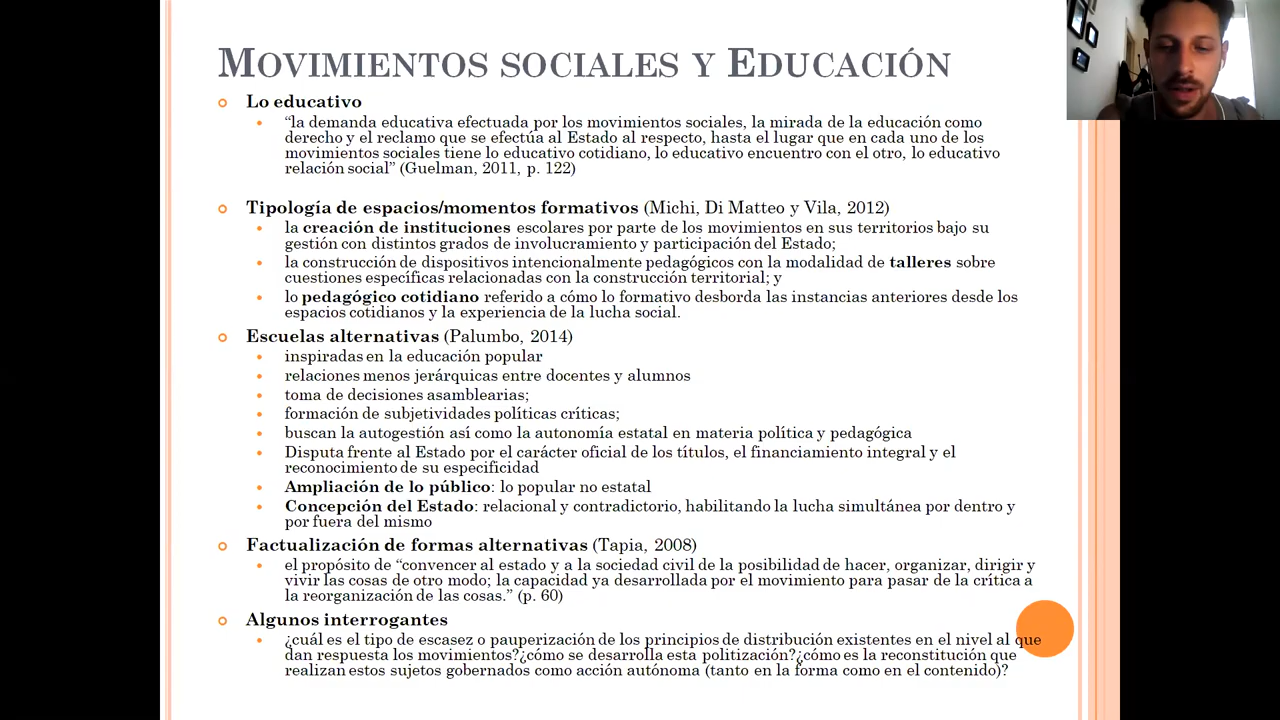 MOVIMIENTOS SOCIALES Y EDUCACIÓN
Lo educativo
“la demanda educativa efectuada por los movimientos sociales, la mirada de la educación como
derecho y el reclamo que se efectúa al Estado al respecto, hasta el lugar que en cada uno de los
movimientos sociales tiene lo educativo cotidiano, lo educativo encuentro con el otro, lo educativo
relación social” (Guelman, 2011, p. 122)
Tipología de espacios/momentos formativos (Michi, Di Matteo y Vila, 2012)
la creación de instituciones escolares por parte de los movimientos en sus territorios bajo su
gestión con distintos grados de involucramiento y participación del Estado;
la construcción de dispositivos intencionalmente pedagógicos con la modalidad de talleres sobre
cuestiones específicas relacionadas con la construcción territorial; y
lo pedagógico cotidiano referido a cómo lo formativo desborda las instancias anteriores desde los
espacios cotidianos y la experiencia de la lucha social.
Escuelas alternativas (Palumbo, 2014)
inspiradas en la educación popular
relaciones menos jerárquicas entre docentes y alumnos
toma de decisiones asamblearias;
formación de subjetividades políticas críticas;
buscan la autogestión así como la autonomía estatal en materia política y pedagógica
Disputa frente al Estado por el carácter oficial de los títulos, el financiamiento integral y el
reconocimiento de su especificidad
Ampliación de lo público: lo popular no estatal
Concepción del Estado: relacional y contradictorio, habilitando la lucha simultánea por dentro y
por fuera del mismo
Factualización de formas alternativas (Tapia, 2008)
el propósito de “convencer al estado y a la sociedad civil de la posibilidad de hacer, organizar, dirigir y
vivir las cosas de otro modo; la capacidad ya desarrollada por el movimiento para pasar de la crítica a
la reorganización de las cosas.” (p. 60)
Algunos interrogantes
¿cuál es el tipo de escasez o pauperización de los principios de distribución existentes en el nivel al que
dan respuesta los movimientos?¿cómo se desarrolla esta politización?¿cómo es la reconstitución que
realizan estos sujetos gobernados como acción autónoma (tanto en la forma como en el contenido)?